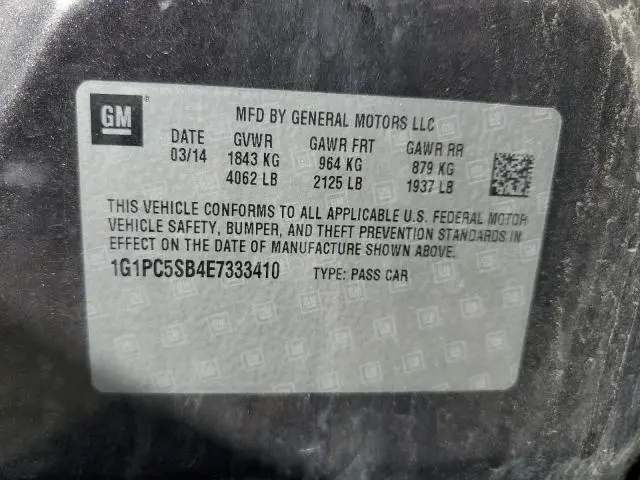 GM
MFD BY GENERAL MOTORS LLC
DATE GVWR GAWR FRT GAWR RR
03/14 1843 KG 964 KG 879 KG
4062 LB 2125 LB 1937 LB
THIS VEHICLE CONFORMS TO ALL APPLICABLE U.S. FEDERAL MOTOR
VEHICLE SAFETY, BUMPER, AND THEFT PREVENTION STANDARDS IN
EFFECT ON THE DATE OF MANUFACTURE SHOWN ABOVE.
1G1PC5SB4E7333410 TYPE: PASS CAR